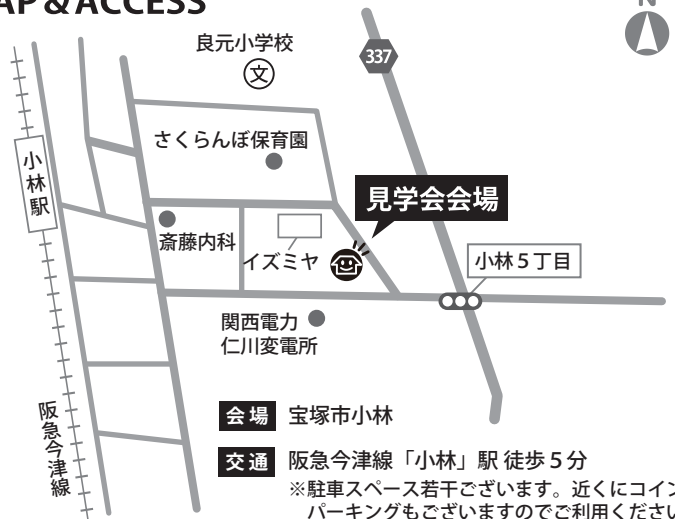 AP & ACCESS
N
良元小学校
文
337
さくらんぼ保育園
小林駅
見学会会場
斎藤内科
イズミヤ
小林５丁目
関西電力
仁川変電所
阪急今津線
会場 宝塚市小林
交通 阪急今津線「小林」駅 徒歩５分
※駐車スペース若干ございます。近くにコイン
パーキングもございますのでご利用ください